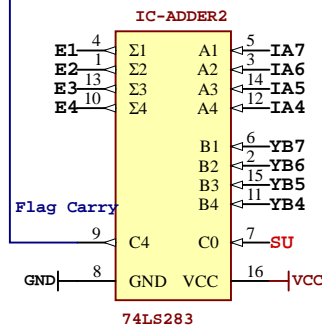 IC-ADDER2
E1 4 Σ1 A1 5 IA7
E2 1 Σ2 A2 3 IA6
E3 13 Σ3 A3 14 IA5
E4 10 Σ4 A4 12 IA4
B1 6 YB7
B2 2 YB6
B3 15 YB5
B4 11 YB4
Flag Carry
9 C4 C0 7 SU
GND 8 GND VCC 16 VCC
74LS283